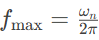 f_max = ω_n / 2π